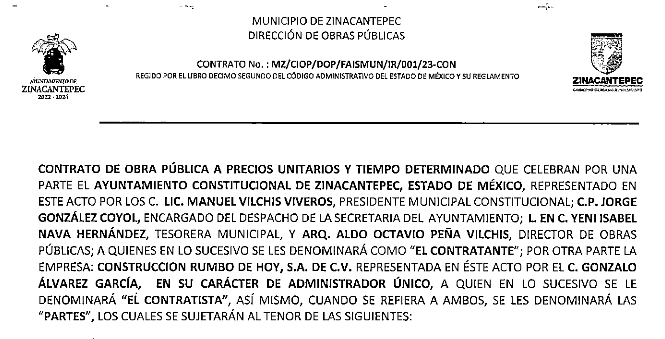 MUNICIPIO DE ZINACANTEPEC
DIRECCIÓN DE OBRAS PÚBLICAS
CONTRATO No. : MZ/CIOP/DOP/FAISMUN/IR/001/23-CON
REGIDO POR EL LIBRO DECIMO SEGUNDO DEL CÓDIGO ADMINISTRATIVO DEL ESTADO DE MÉXICO Y SU REGLAMENTO
AYUNTAMIENTO DE
ZINACANTEPEC
2022 - 2024
ZINACANTEPEC
CONTRATO DE OBRA PÚBLICA A PRECIOS UNITARIOS Y TIEMPO DETERMINADO QUE CELEBRAN POR UNA
PARTE EL AYUNTAMIENTO CONSTITUCIONAL DE ZINACANTEPEC, ESTADO DE MÉXICO, REPRESENTADO EN
ESTE ACTO POR LOS C. LIC. MANUEL VILCHIS VIVEROS, PRESIDENTE MUNICIPAL CONSTITUCIONAL; C.P. JORGE
GONZÁLEZ COYOL, ENCARGADO DEL DESPACHO DE LA SECRETARIA DEL AYUNTAMIENTO; L. EN C. YENI ISABEL
NAVA HERNÁNDEZ, TESORERA MUNICIPAL, Y ARQ. ALDO OCTAVIO PEÑA VILCHIS, DIRECTOR DE OBRAS
PÚBLICAS; A QUIENES EN LO SUCESIVO SE LES DENOMINARÁ COMO "EL CONTRATANTE"; POR OTRA PARTE LA
EMPRESA: CONSTRUCCIÓN RUMBO DE HOY, S.A. DE C.V. REPRESENTADA EN ÉSTE ACTO POR EL C. GONZALO
ÁLVAREZ GARCÍA, EN SU CARÁCTER DE ADMINISTRADOR ÚNICO, A QUIEN EN LO SUCESIVO SE LE
DENOMINARÁ "EL CONTRATISTA", ASÍ MISMO, CUANDO SE REFIERA A AMBOS, SE LES DENOMINARÁ LAS
"PARTES", LOS CUALES SE SUJETARÁN AL TENOR DE LAS SIGUIENTES: